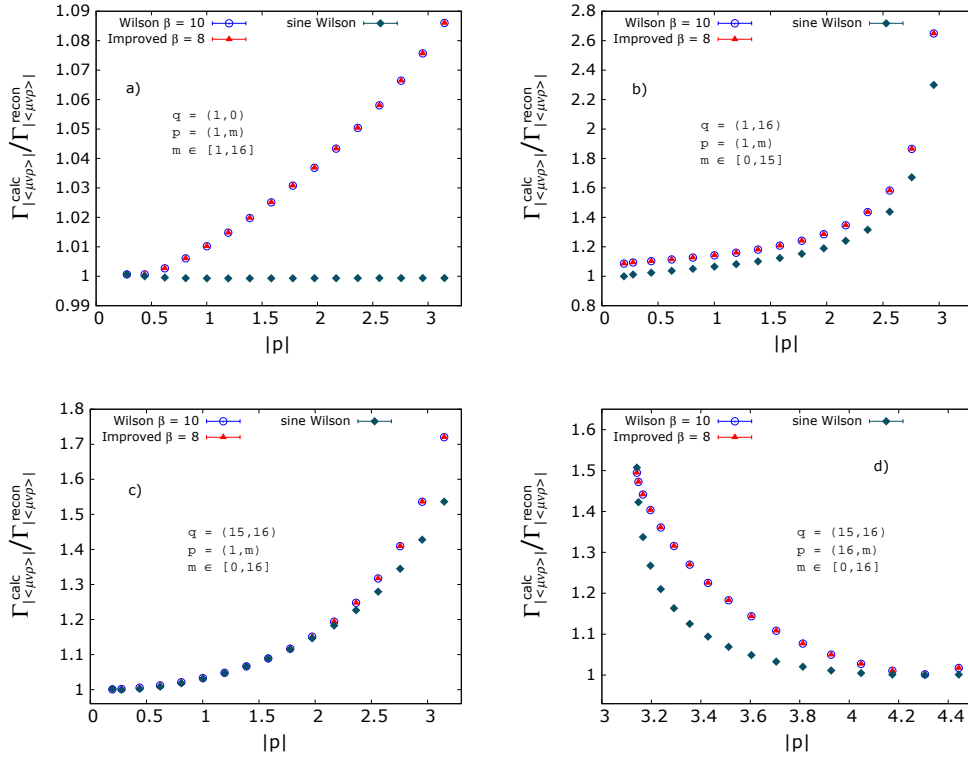 Wilson β = 10 sine Wilson
Improved β = 8
a)
q = (1,0)
p = (1,m)
m ∈ [1,16]
Γ^calc_|<μνρ>| / Γ^recon_|<μνρ>|
1.09
1.08
1.07
1.06
1.05
1.04
1.03
1.02
1.01
1
0.99
0 0.5 1 1.5 2 2.5 3
|p|
Wilson β = 10 sine Wilson
Improved β = 8
b)
q = (1,16)
p = (1,m)
m ∈ [0,15]
Γ^calc_|<μνρ>| / Γ^recon_|<μνρ>|
2.8
2.6
2.4
2.2
2
1.8
1.6
1.4
1.2
1
0.8
0 0.5 1 1.5 2 2.5 3
|p|
Wilson β = 10 sine Wilson
Improved β = 8
c)
q = (15,16)
p = (1,m)
m ∈ [0,16]
Γ^calc_|<μνρ>| / Γ^recon_|<μνρ>|
1.8
1.7
1.6
1.5
1.4
1.3
1.2
1.1
1
0 0.5 1 1.5 2 2.5 3
|p|
Wilson β = 10 sine Wilson
Improved β = 8
d)
q = (15,16)
p = (16,m)
m ∈ [0,16]
Γ^calc_|<μνρ>| / Γ^recon_|<μνρ>|
1.6
1.5
1.4
1.3
1.2
1.1
1
3 3.2 3.4 3.6 3.8 4 4.2 4.4
|p|